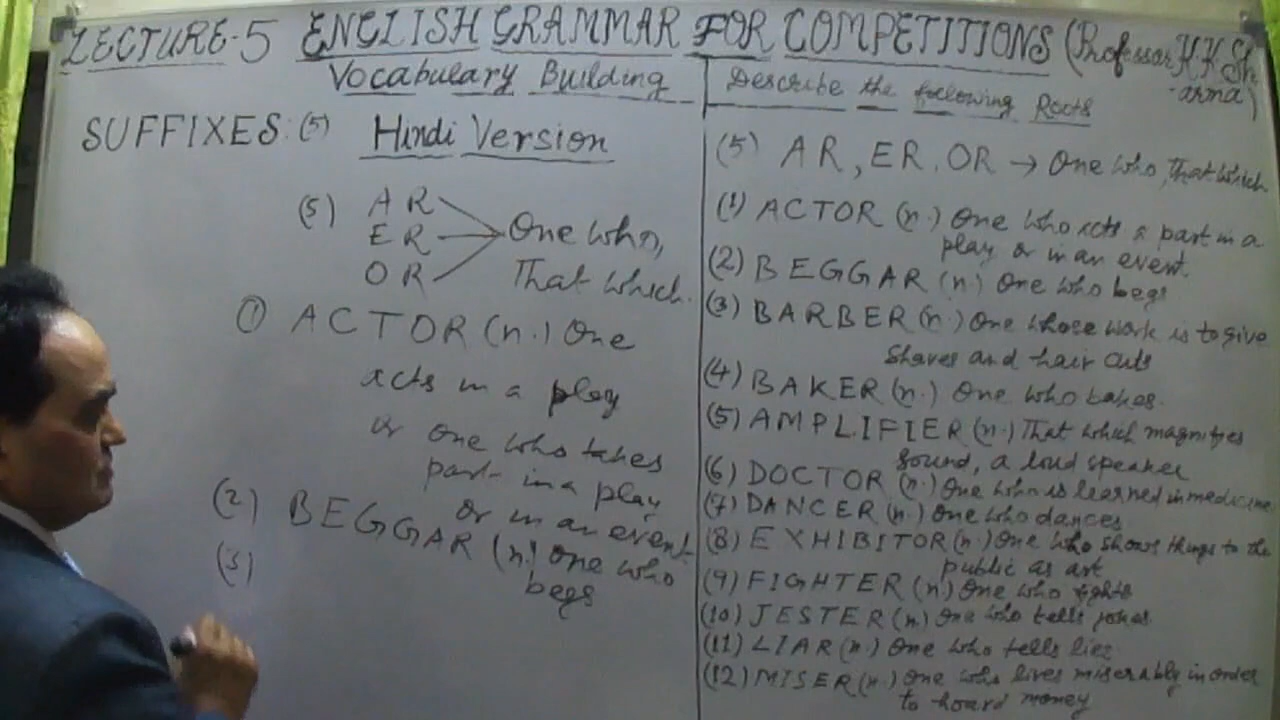 LECTURE-5 ENGLISH GRAMMAR FOR COMPETITIONS (Professor K K Sh
arma)
Vocabulary Building
SUFFIXES: (5) Hindi Version
(5) AR
ER
OR
One who,
That which.
(1) ACTOR (n.) One
acts in a play
or one who takes
part in a play
or in an event
(2) BEGGAR (n.) one who
begs
(3)
Describe the following Roots
(5) AR, ER, OR → One who, That which
(1) ACTOR (n.) One who acts a part in a
play or in an event.
(2) BEGGAR (n.) One who begs
(3) BARBER (n.) One whose work is to give
Shaves and hair cuts
(4) BAKER (n.) One who bakes.
(5) AMPLIFIER (n.) That which magnifies
Sound, a loud speaker
(6) DOCTOR (n.) One who is learned in medicine
(7) DANCER (n.) One who dances
(8) EXHIBITOR (n.) One who shows things to the
public as art
(9) FIGHTER (n.) One who fights
(10) JESTER (n) One who tells jokes
(11) LIAR (n.) One who tells lies
(12) MISER (n.) One who lives miserably in order
to hoard money